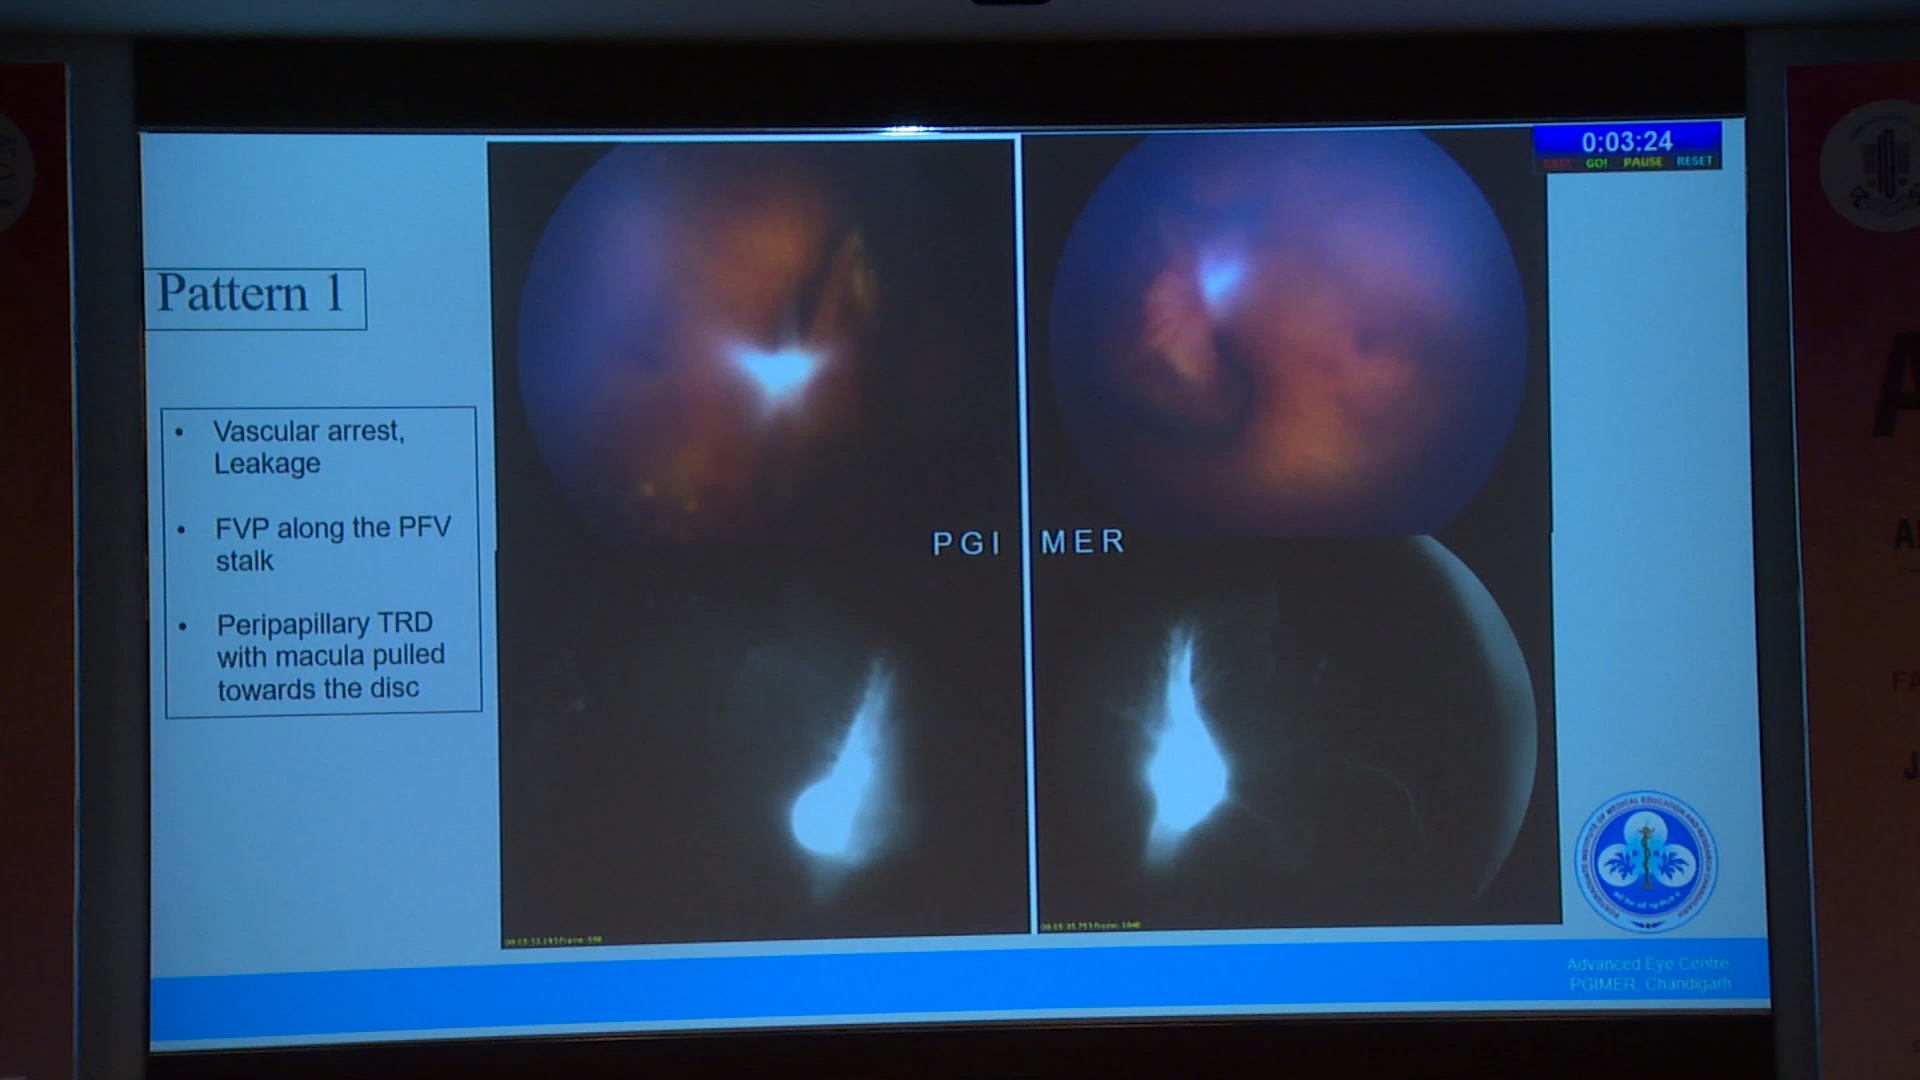 0:03:24
GO! PAUSE RESET
Pattern 1
• Vascular arrest,
Leakage
• FVP along the PFV
stalk
• Peripapillary TRD
with macula pulled
towards the disc
PGI MER
Advanced Eye Centre,
PGIMER, Chandigarh